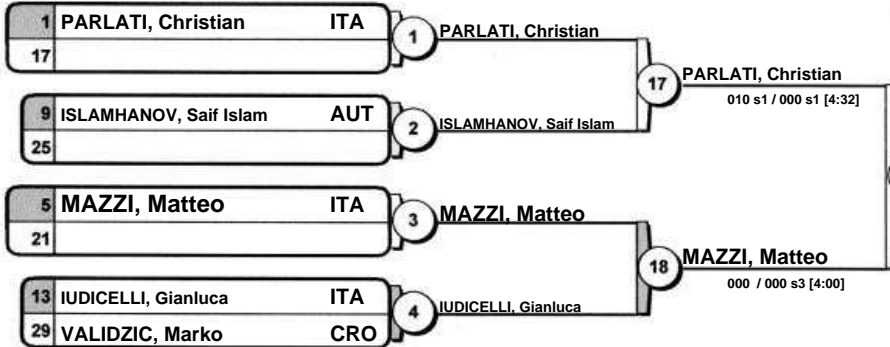 1 PARLATI, Christian ITA
17
1 PARLATI, Christian
9 ISLAMHANOV, Saif Islam AUT
25
2 ISLAMHANOV, Saif Islam
17 PARLATI, Christian
010 s1 / 000 s1 [4:32]
5 MAZZI, Matteo ITA
21
3 MAZZI, Matteo
13 IUDICELLI, Gianluca ITA
29 VALIDZIC, Marko CRO
4 IUDICELLI, Gianluca
18 MAZZI, Matteo
000 / 000 s3 [4:00]